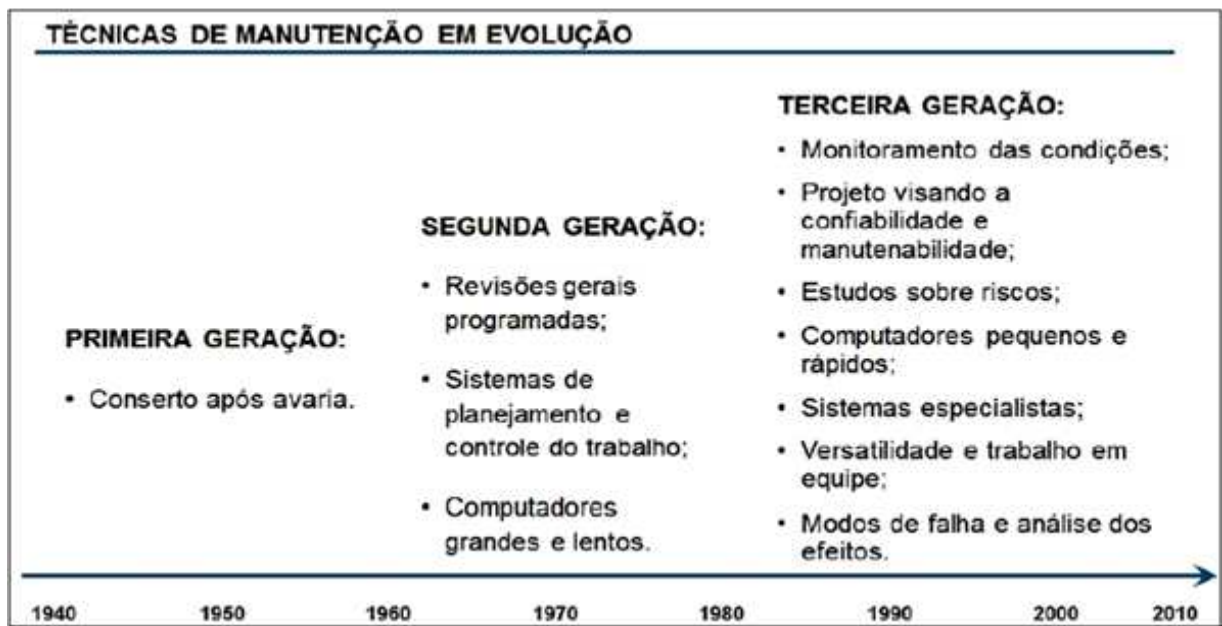 TÉCNICAS DE MANUTENÇÃO EM EVOLUÇÃO
PRIMEIRA GERAÇÃO:
• Conserto após avaria.
SEGUNDA GERAÇÃO:
• Revisões gerais
programadas;
• Sistemas de
planejamento e
controle do trabalho;
• Computadores
grandes e lentos.
TERCEIRA GERAÇÃO:
• Monitoramento das condições;
• Projeto visando a
confiabilidade e
manutenabilidade;
• Estudos sobre riscos;
• Computadores pequenos e
rápidos;
• Sistemas especialistas;
• Versatilidade e trabalho em
equipe;
• Modos de falha e análise dos
efeitos.
1940 1950 1960 1970 1980 1990 2000 2010